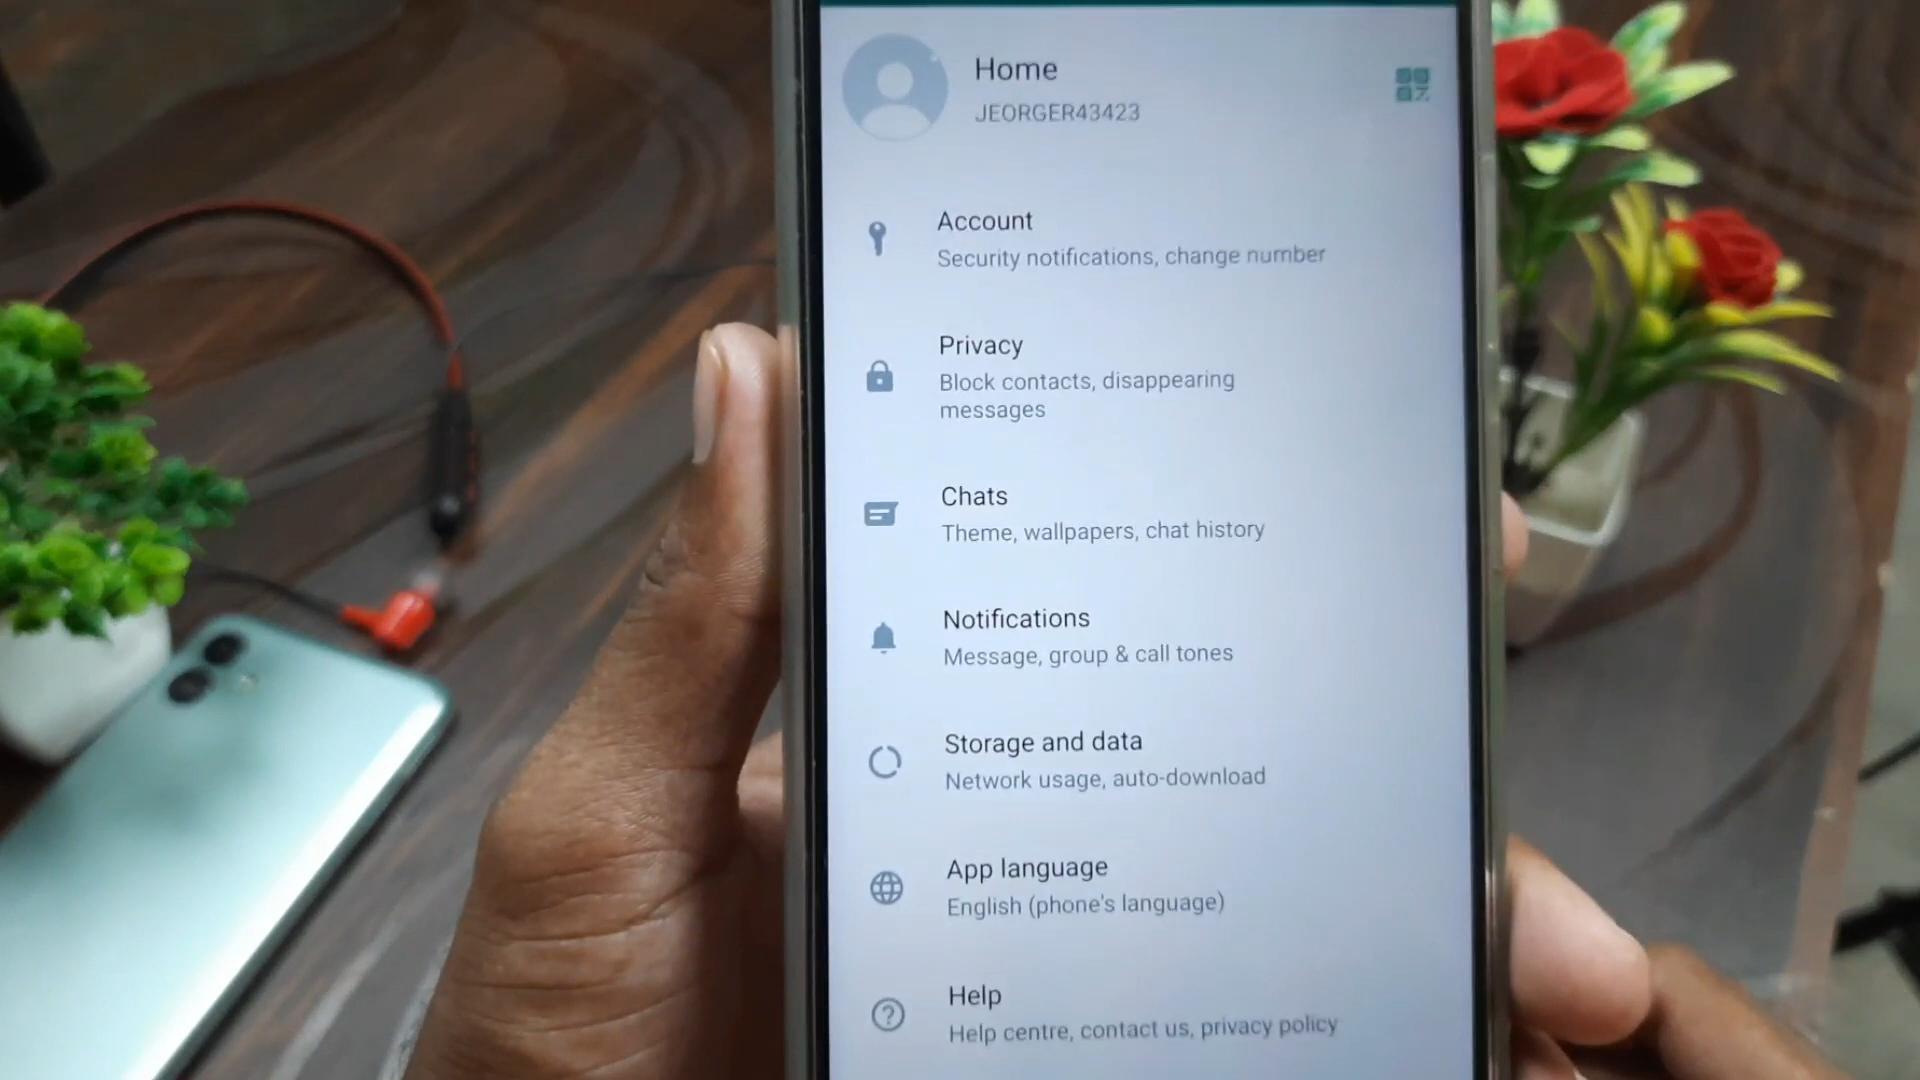 Home
JEORGER43423
Account
Security notifications, change number
Privacy
Block contacts, disappearing
messages
Chats
Theme, wallpapers, chat history
Notifications
Message, group & call tones
Storage and data
Network usage, auto-download
App language
English (phone's language)
Help
Help centre, contact us, privacy policy